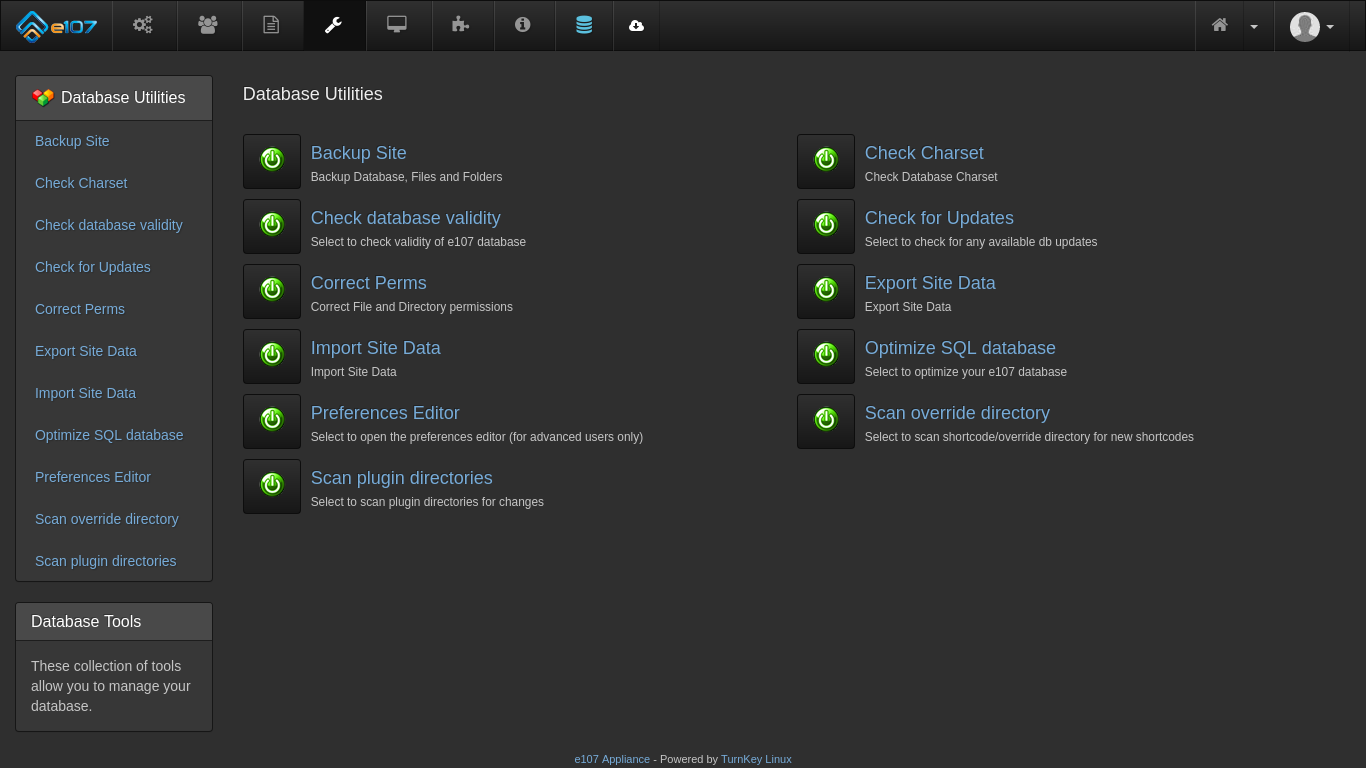 e107
Database Utilities
Backup Site
Check Charset
Check database validity
Check for Updates
Correct Perms
Export Site Data
Import Site Data
Optimize SQL database
Preferences Editor
Scan override directory
Scan plugin directories
Database Tools
These collection of tools
allow you to manage your
database.
Database Utilities
Backup Site
Backup Database, Files and Folders
Check Charset
Check Database Charset
Check database validity
Select to check validity of e107 database
Check for Updates
Select to check for any available db updates
Correct Perms
Correct File and Directory permissions
Export Site Data
Export Site Data
Import Site Data
Import Site Data
Optimize SQL database
Select to optimize your e107 database
Preferences Editor
Select to open the preferences editor (for advanced users only)
Scan override directory
Select to scan shortcode/override directory for new shortcodes
Scan plugin directories
Select to scan plugin directories for changes
e107 Appliance - Powered by TurnKey Linux